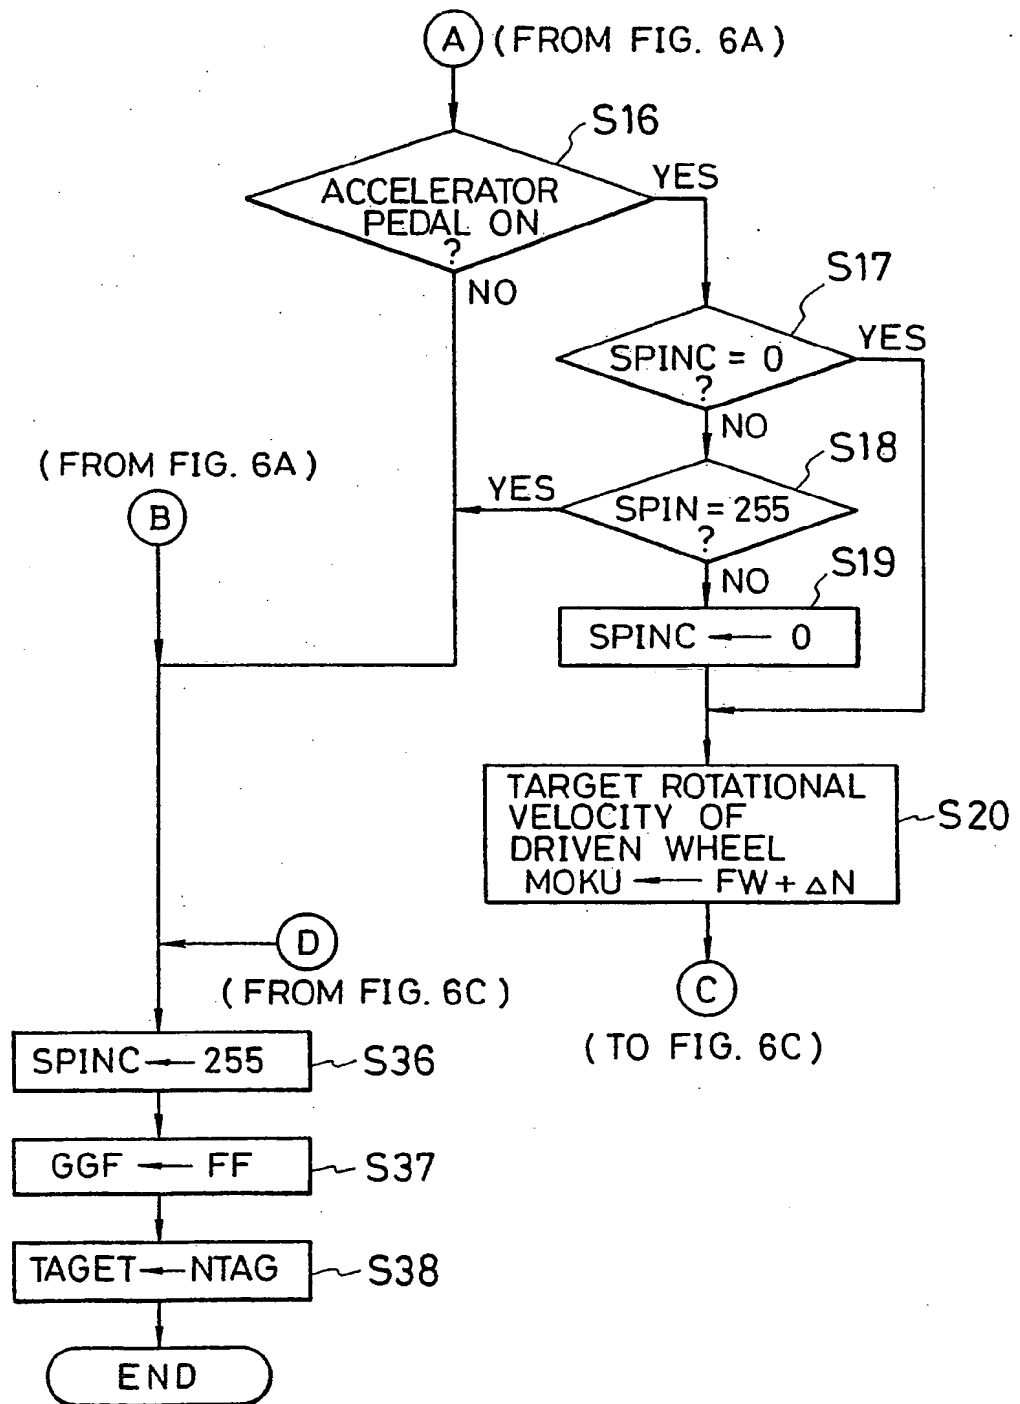 A (FROM FIG. 6A)
S16
ACCELERATOR
PEDAL ON
?
YES
NO
S17
SPINC = 0
?
YES
NO
(FROM FIG. 6A)
B
S18
SPIN = 255
?
YES
NO
S19
SPINC ← 0
TARGET ROTATIONAL
VELOCITY OF
DRIVEN WHEEL
MOKU ← FW + ΔN
S20
D
(FROM FIG. 6C)
C
(TO FIG. 6C)
SPINC ← 255
S36
GGF ← FF
S37
TAGET ← NTAG
S38
END